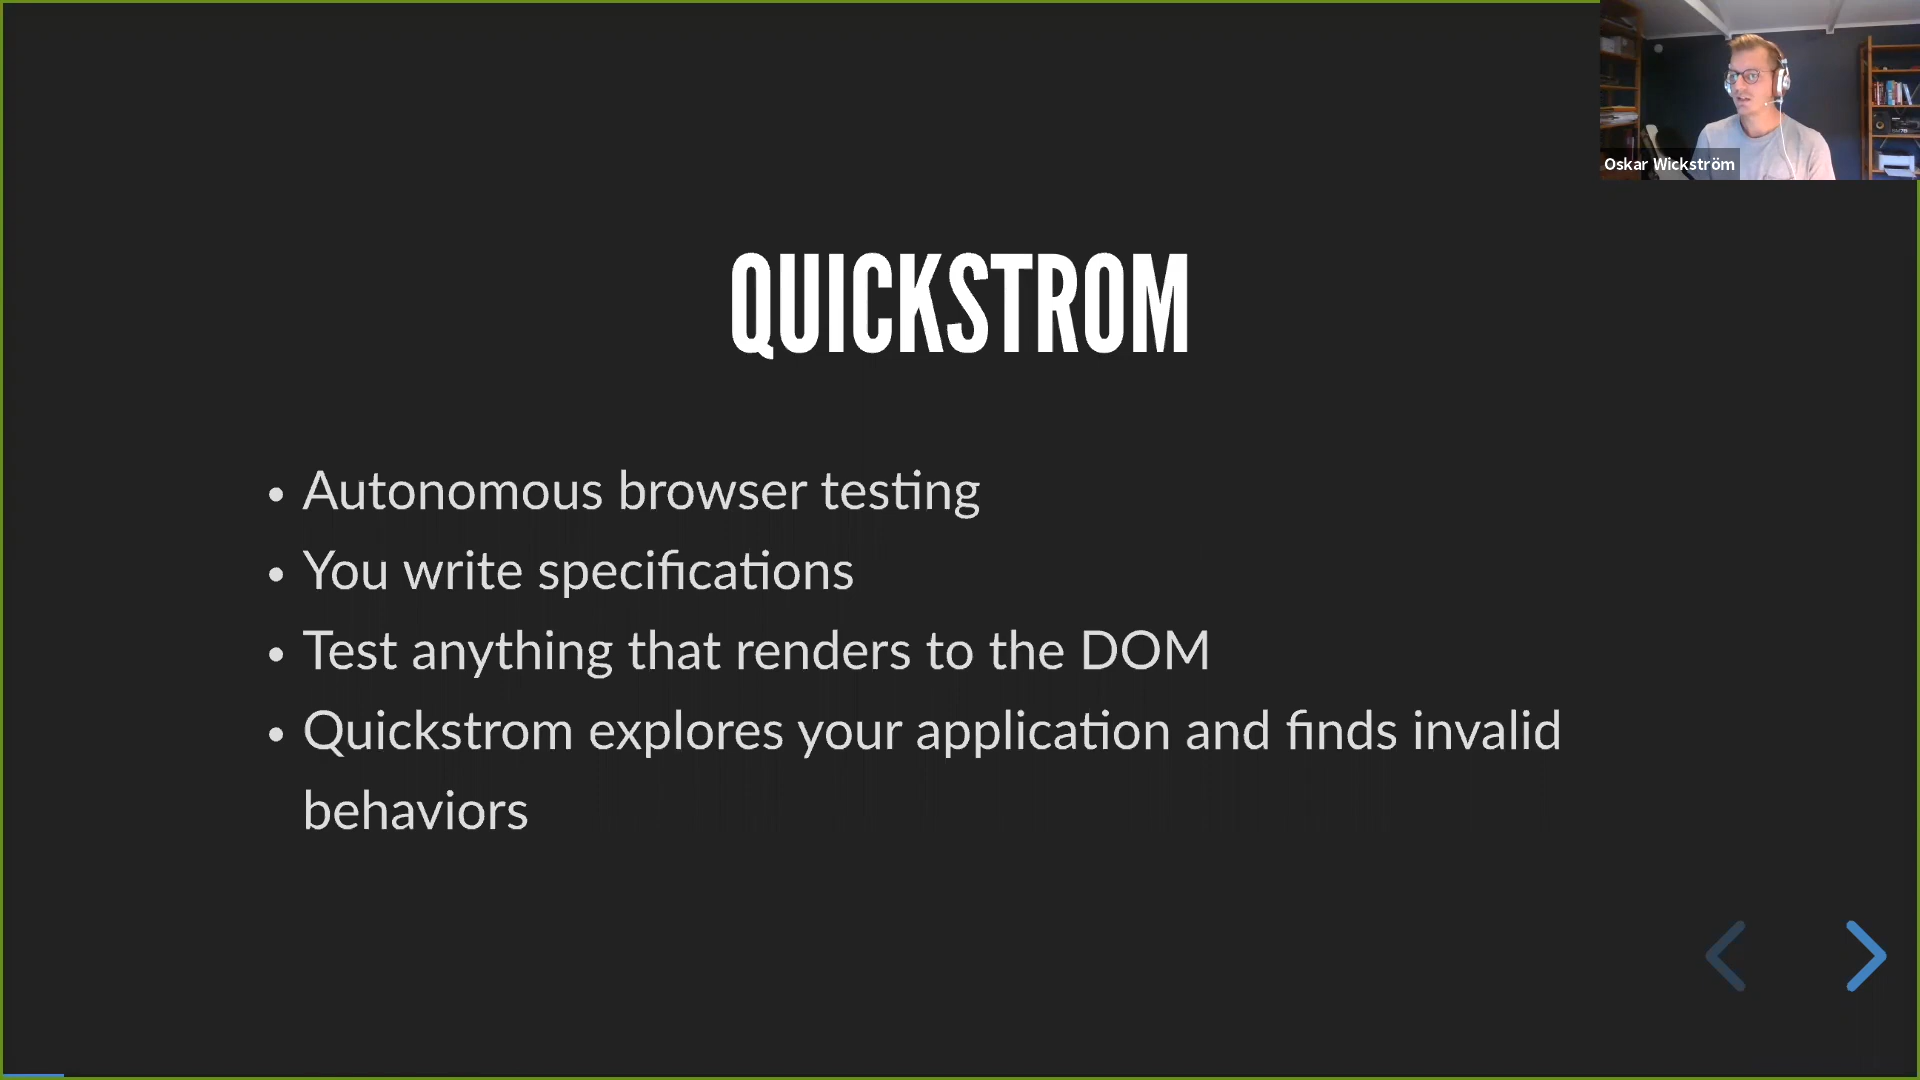 Oskar Wickström
QUICKSTROM
• Autonomous browser testing
• You write specifications
• Test anything that renders to the DOM
• Quickstrom explores your application and finds invalid
behaviors